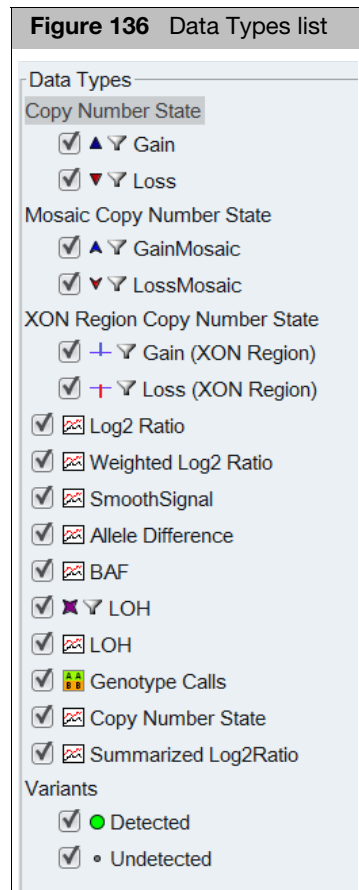 Figure 136 Data Types list
Data Types
Copy Number State
Gain
Loss
Mosaic Copy Number State
GainMosaic
LossMosaic
XON Region Copy Number State
Gain (XON Region)
Loss (XON Region)
Log2 Ratio
Weighted Log2 Ratio
SmoothSignal
Allele Difference
BAF
LOH
LOH
A A B B Genotype Calls
Copy Number State
Summarized Log2Ratio
Variants
Detected
Undetected